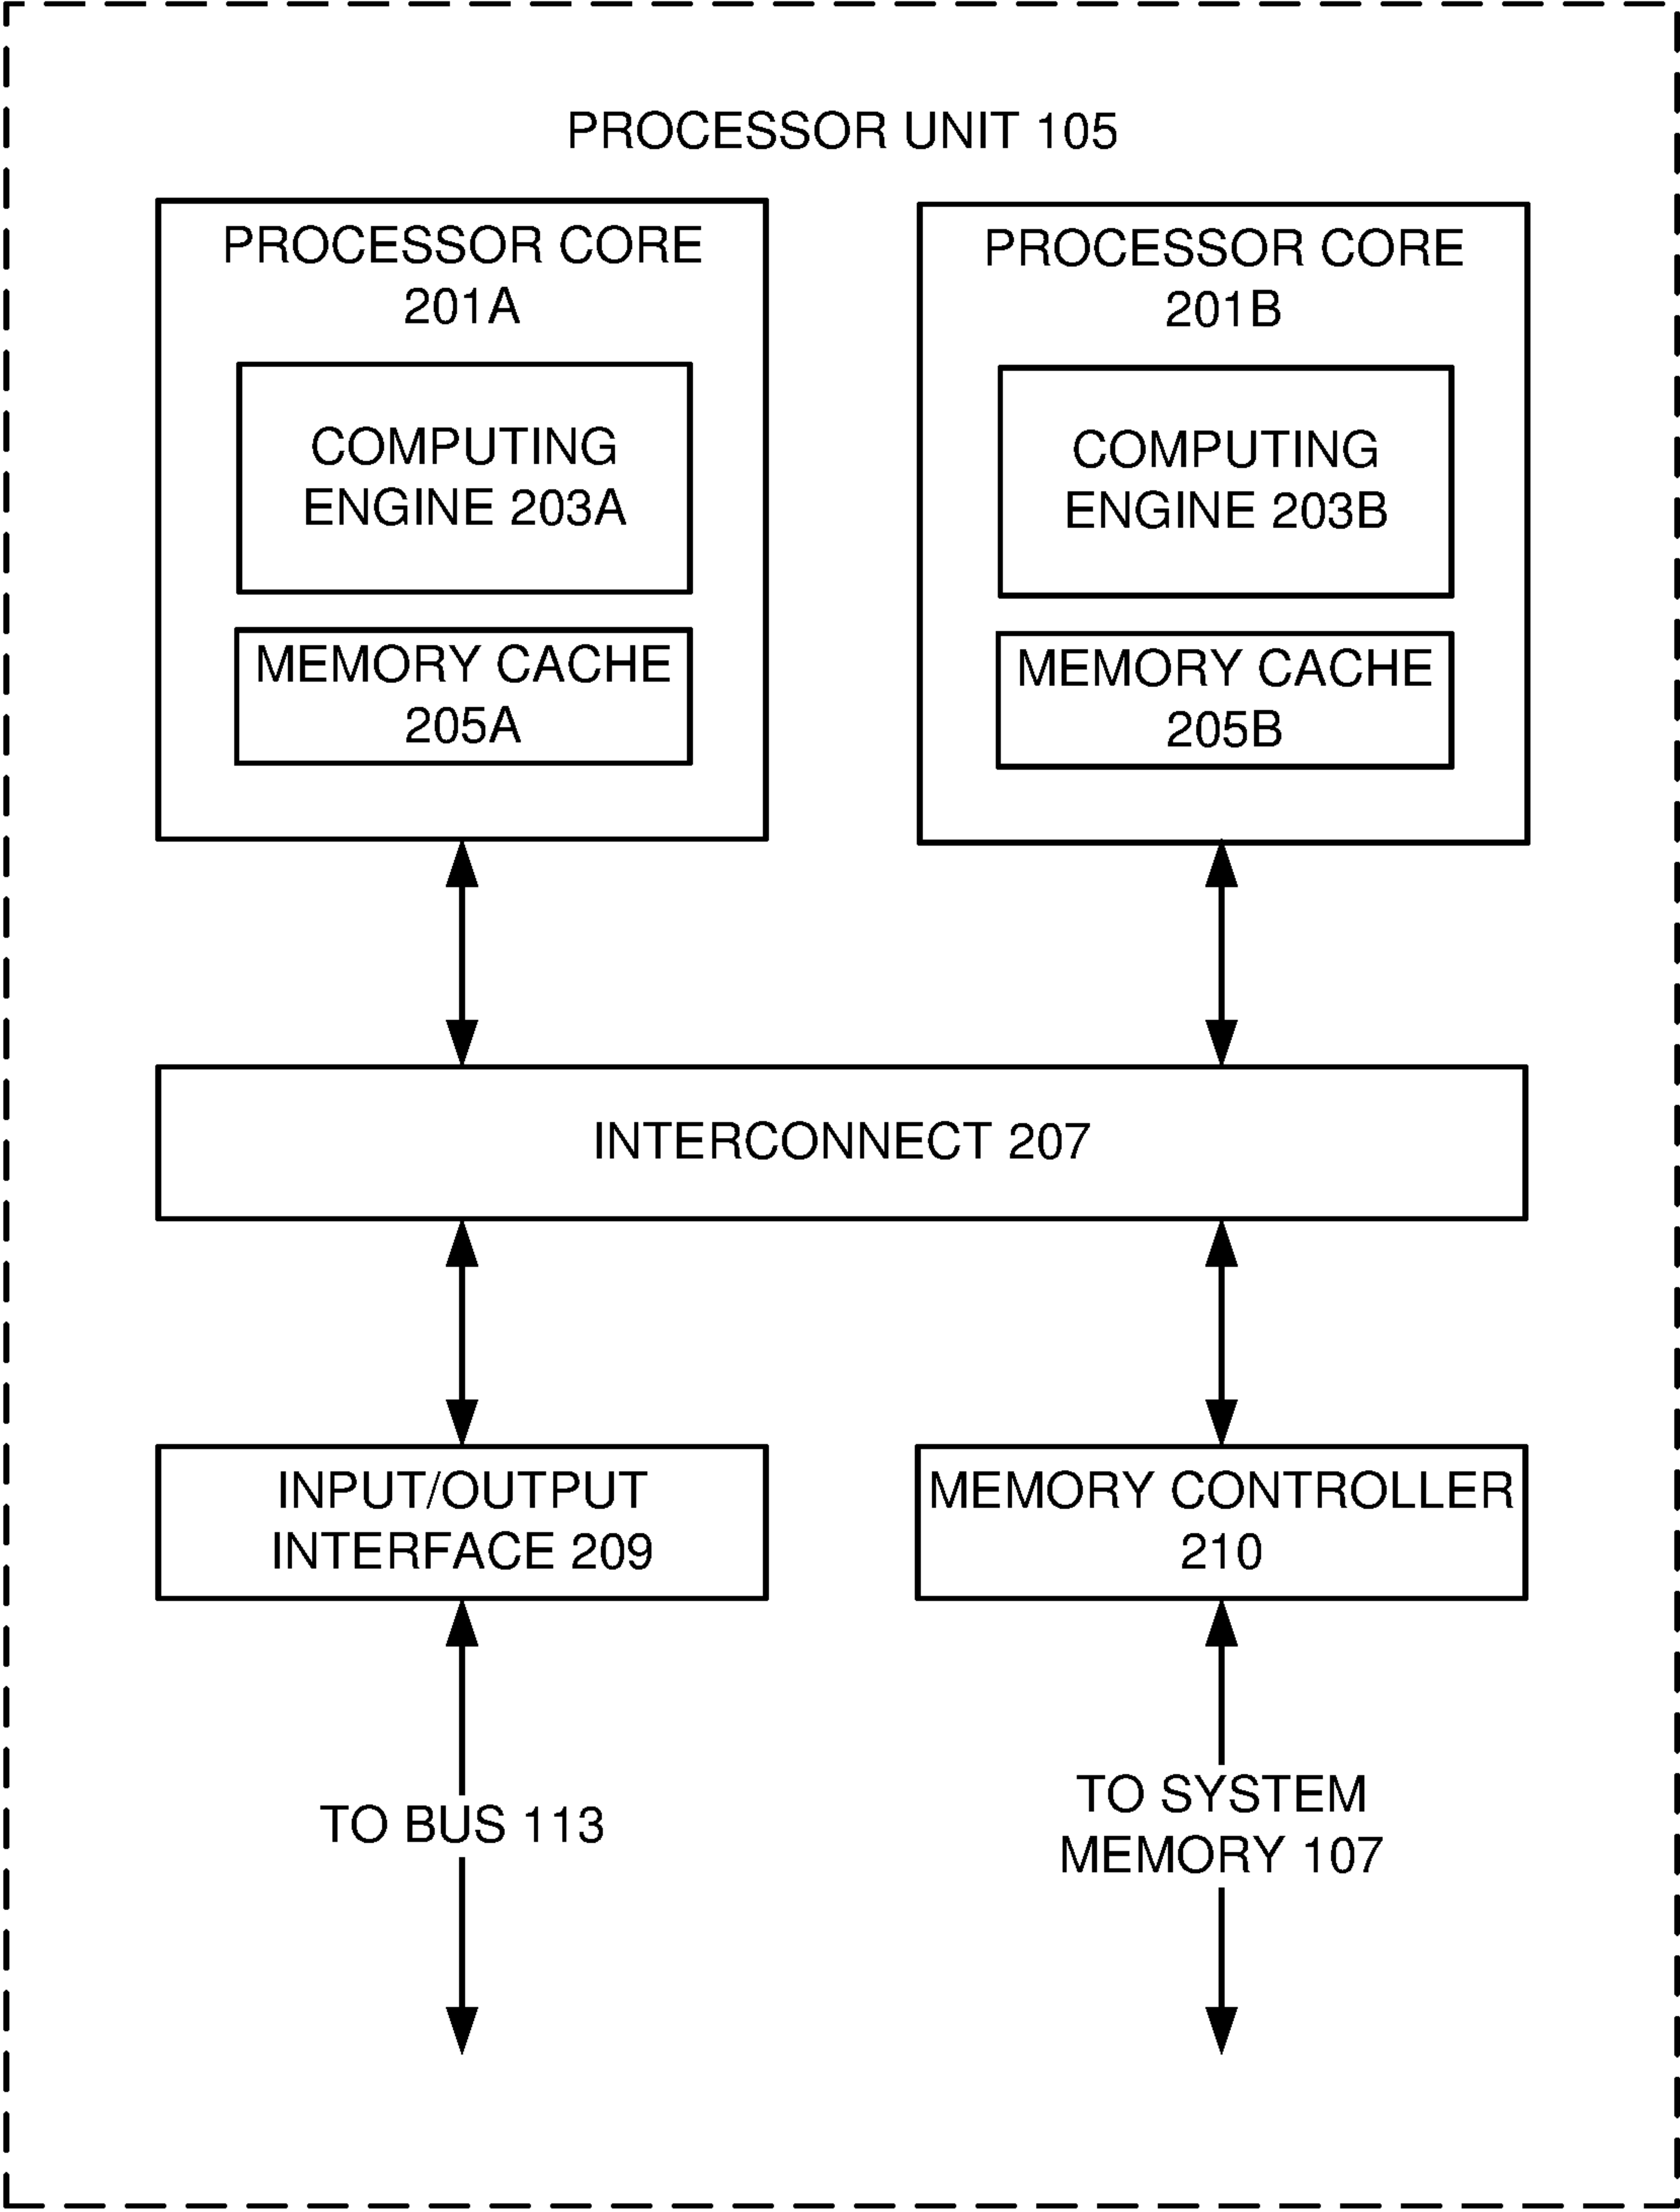 PROCESSOR UNIT 105
PROCESSOR CORE
201A
COMPUTING
ENGINE 203A
MEMORY CACHE
205A
PROCESSOR CORE
201B
COMPUTING
ENGINE 203B
MEMORY CACHE
205B
INTERCONNECT 207
INPUT/OUTPUT
INTERFACE 209
MEMORY CONTROLLER
210
TO BUS 113
TO SYSTEM
MEMORY 107